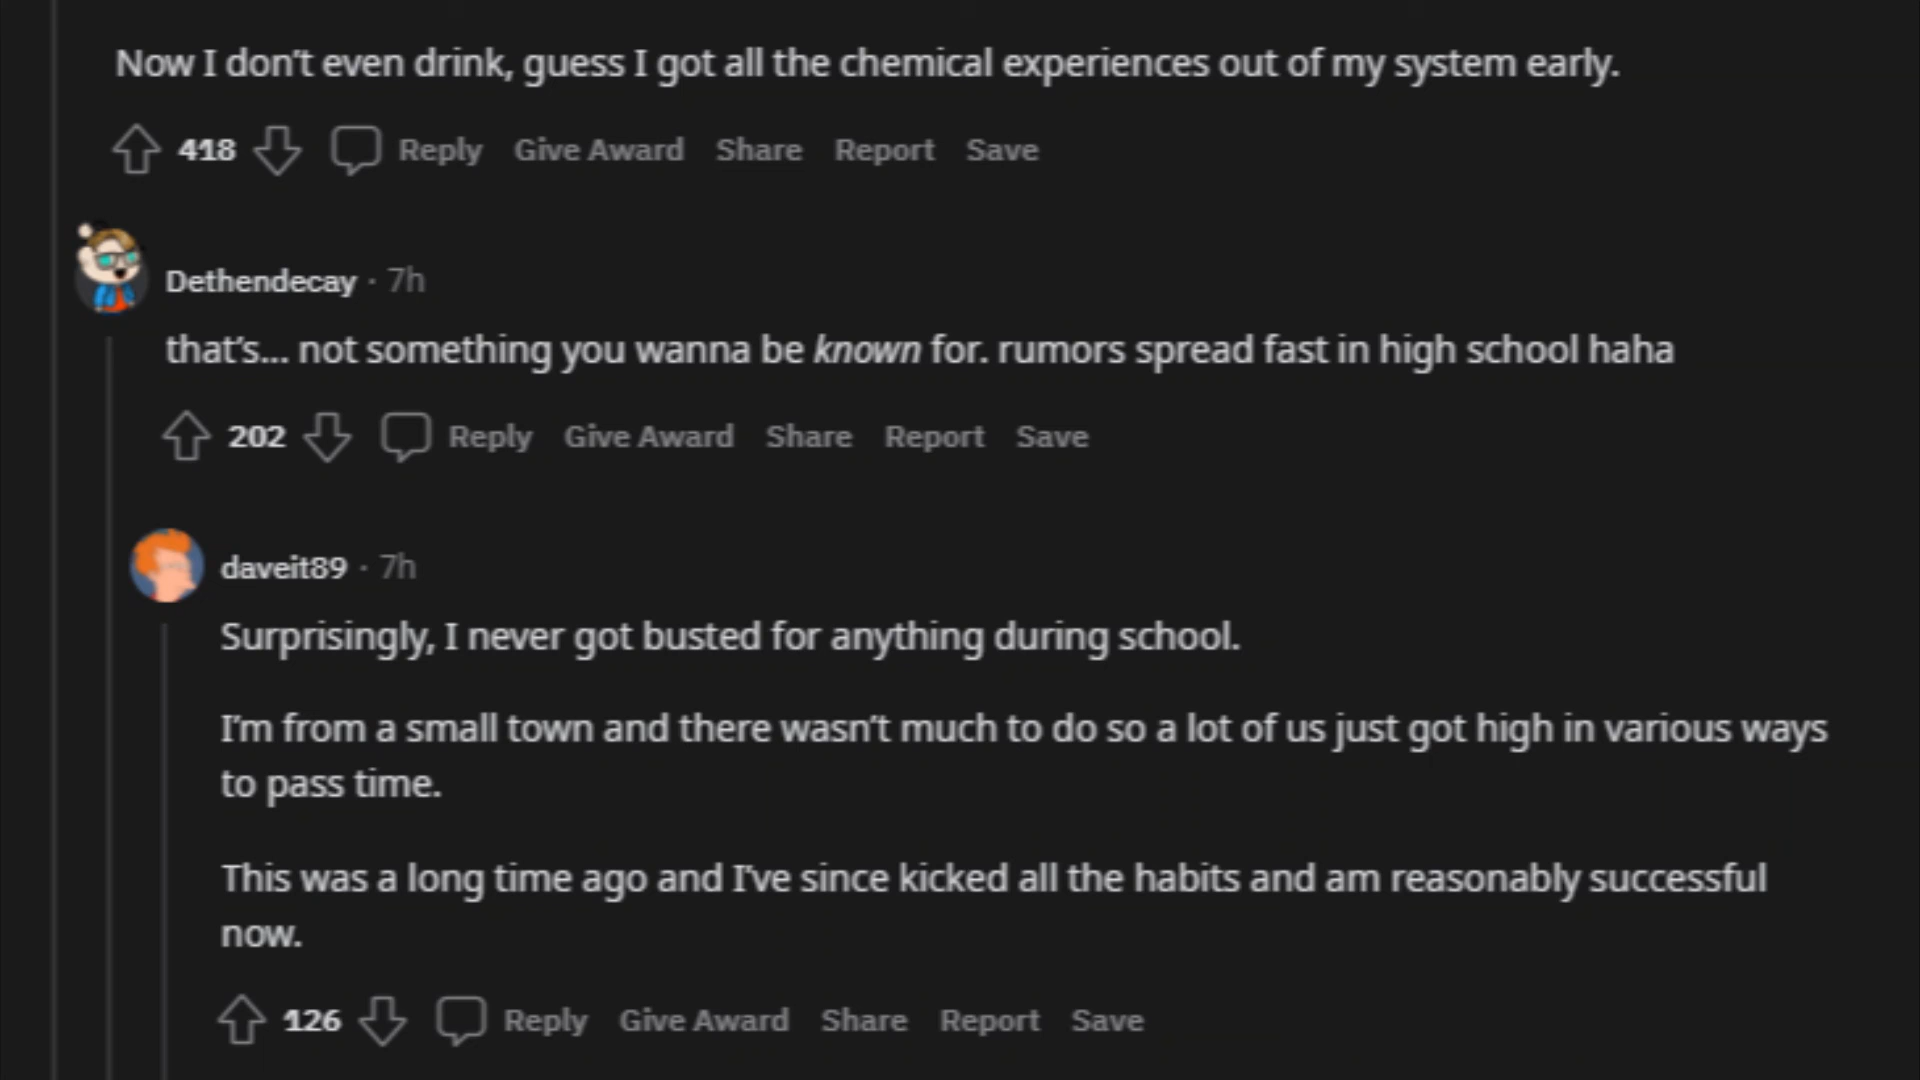 Now I don't even drink, guess I got all the chemical experiences out of my system early.
418 Reply Give Award Share Report Save
Dethendecay · 7h
that's... not something you wanna be known for. rumors spread fast in high school haha
202 Reply Give Award Share Report Save
daveit89 · 7h
Surprisingly, I never got busted for anything during school.
I'm from a small town and there wasn't much to do so a lot of us just got high in various ways
to pass time.
This was a long time ago and I've since kicked all the habits and am reasonably successful
now.
126 Reply Give Award Share Report Save